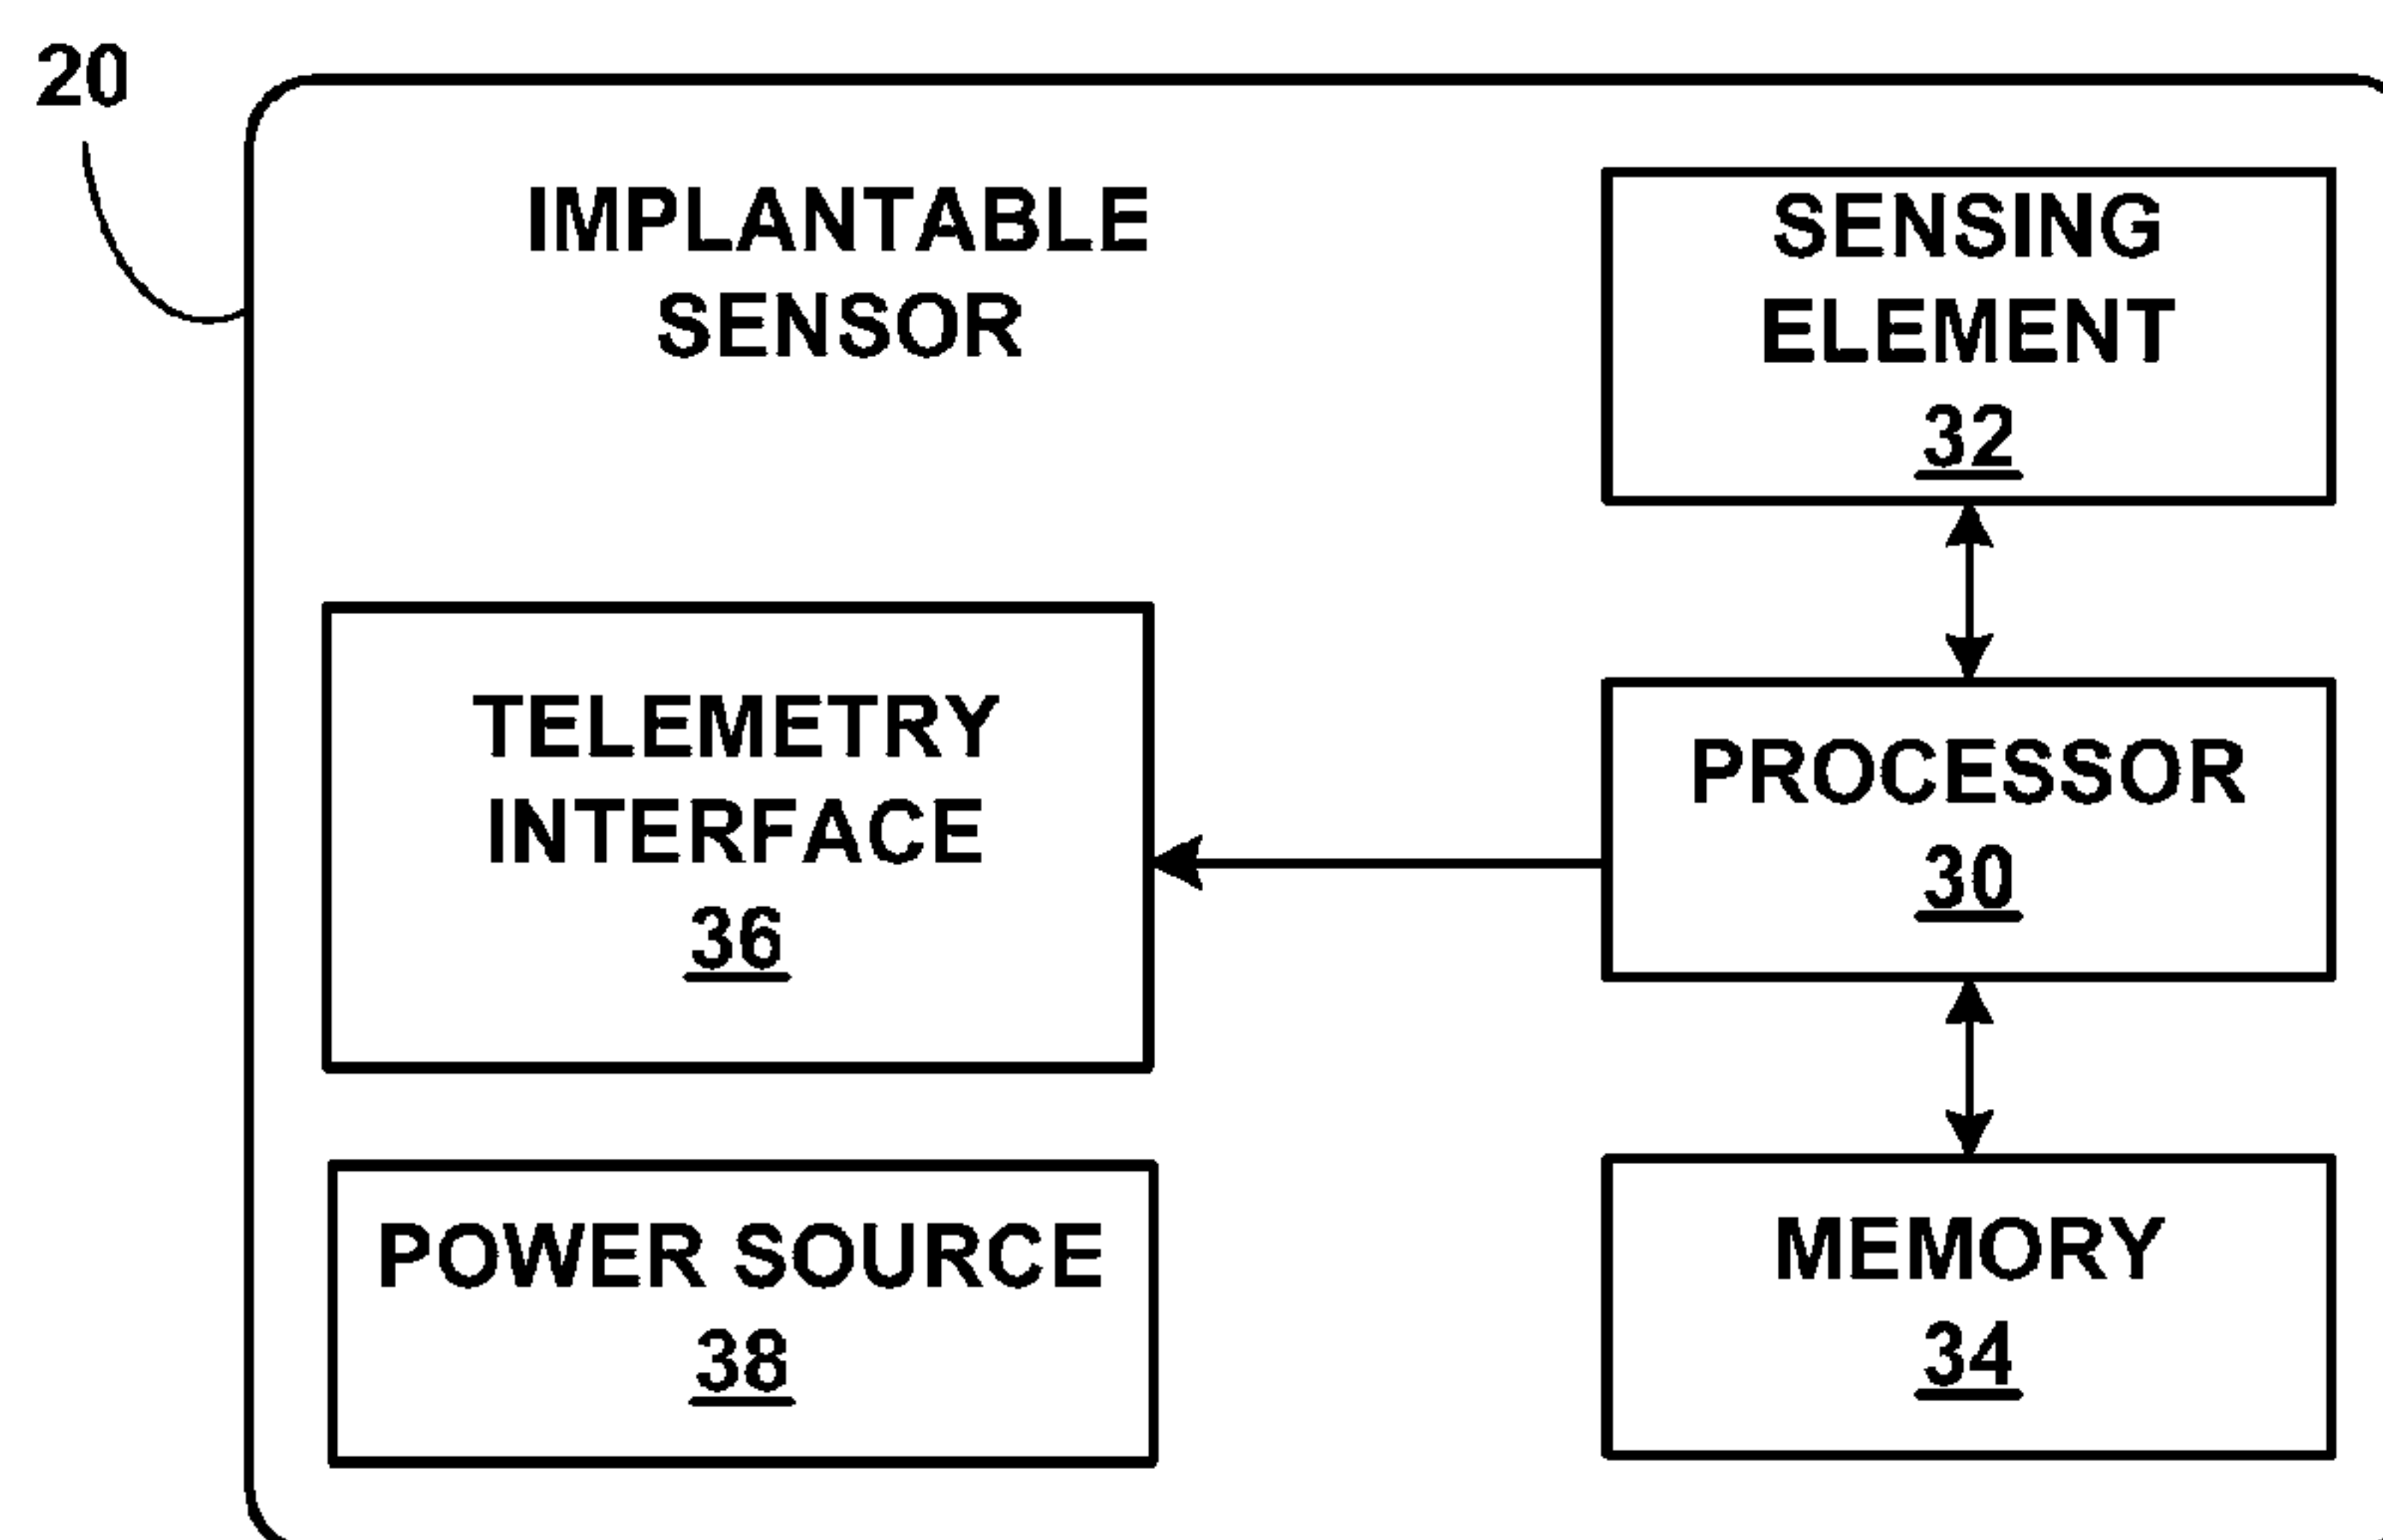 20
IMPLANTABLE
SENSOR
SENSING
ELEMENT
32
TELEMETRY
INTERFACE
36
PROCESSOR
30
POWER SOURCE
38
MEMORY
34